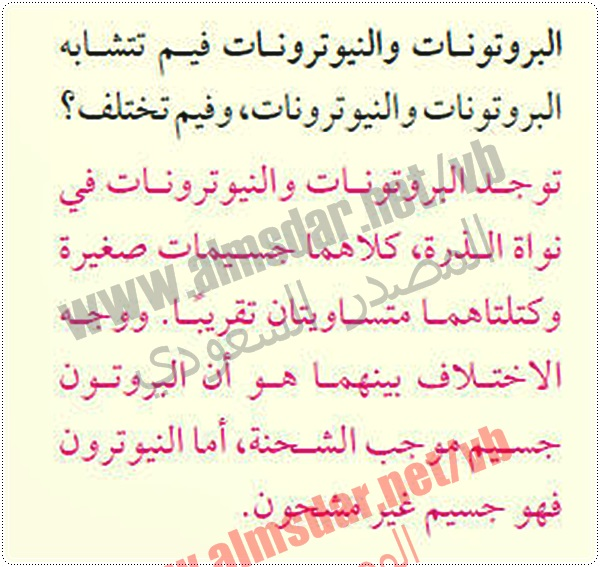 البروتونات والنيوترونات فيم تتشابه
البروتونات والنيوترونات، وفيم تختلف؟
توجد البروتونات والنيوترونات في
نواة الذرة، كلاهما جسيمات صغيرة
وكتلتاهما متساويتان تقريبًا. ووجه
الاختلاف بينهما هو أن البروتون
جسيم موجب الشحنة، أما النيوترون
فهو جسيم غير مشحون.
www.almsdar.net/vb
المصدر السعودي
www.almsdar.net/vb